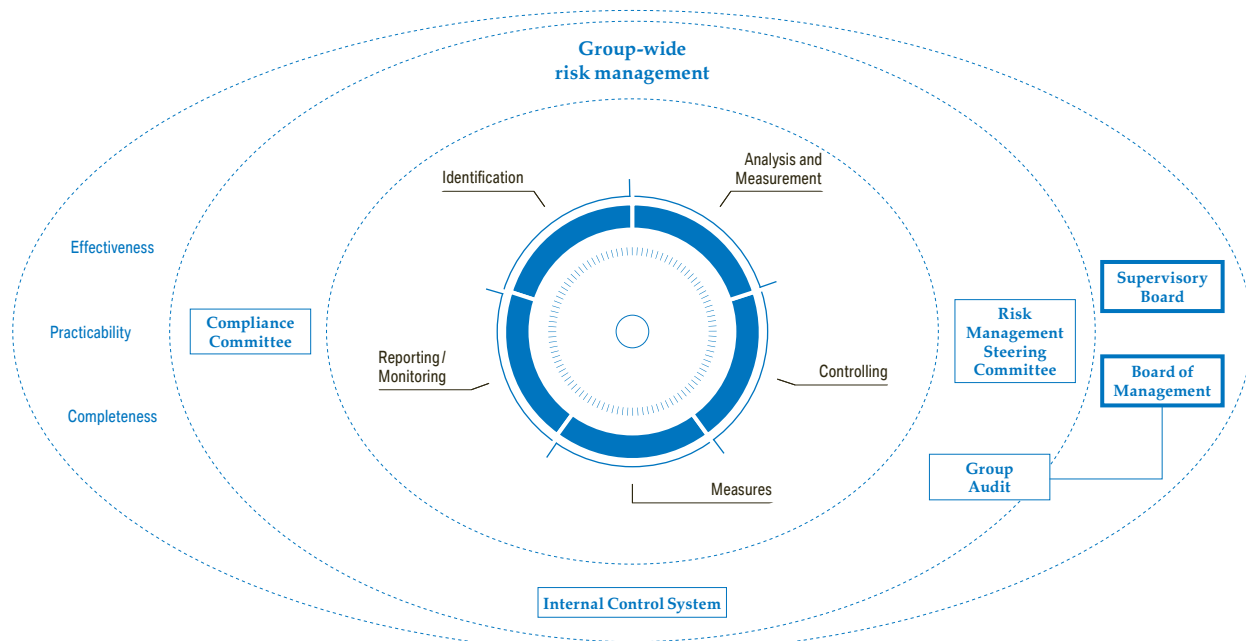 Group-wide
risk management
Identification
Analysis and
Measurement
Effectiveness
Practicability
Completeness
Compliance
Committee
Reporting /
Monitoring
Controlling
Measures
Risk
Management
Steering
Committee
Supervisory
Board
Board of
Management
Group
Audit
Internal Control System